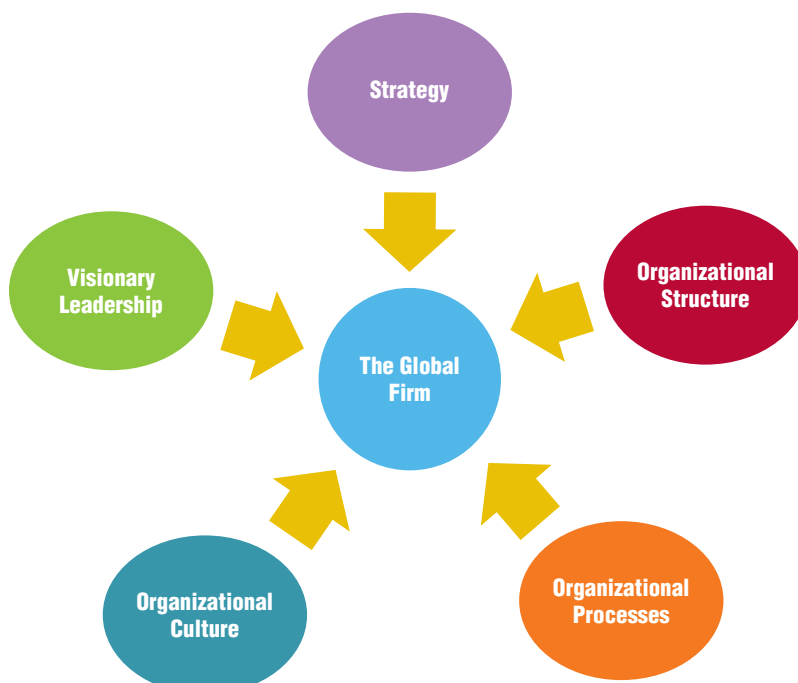 Strategy
Visionary
Leadership
Organizational
Structure
The Global
Firm
Organizational
Culture
Organizational
Processes